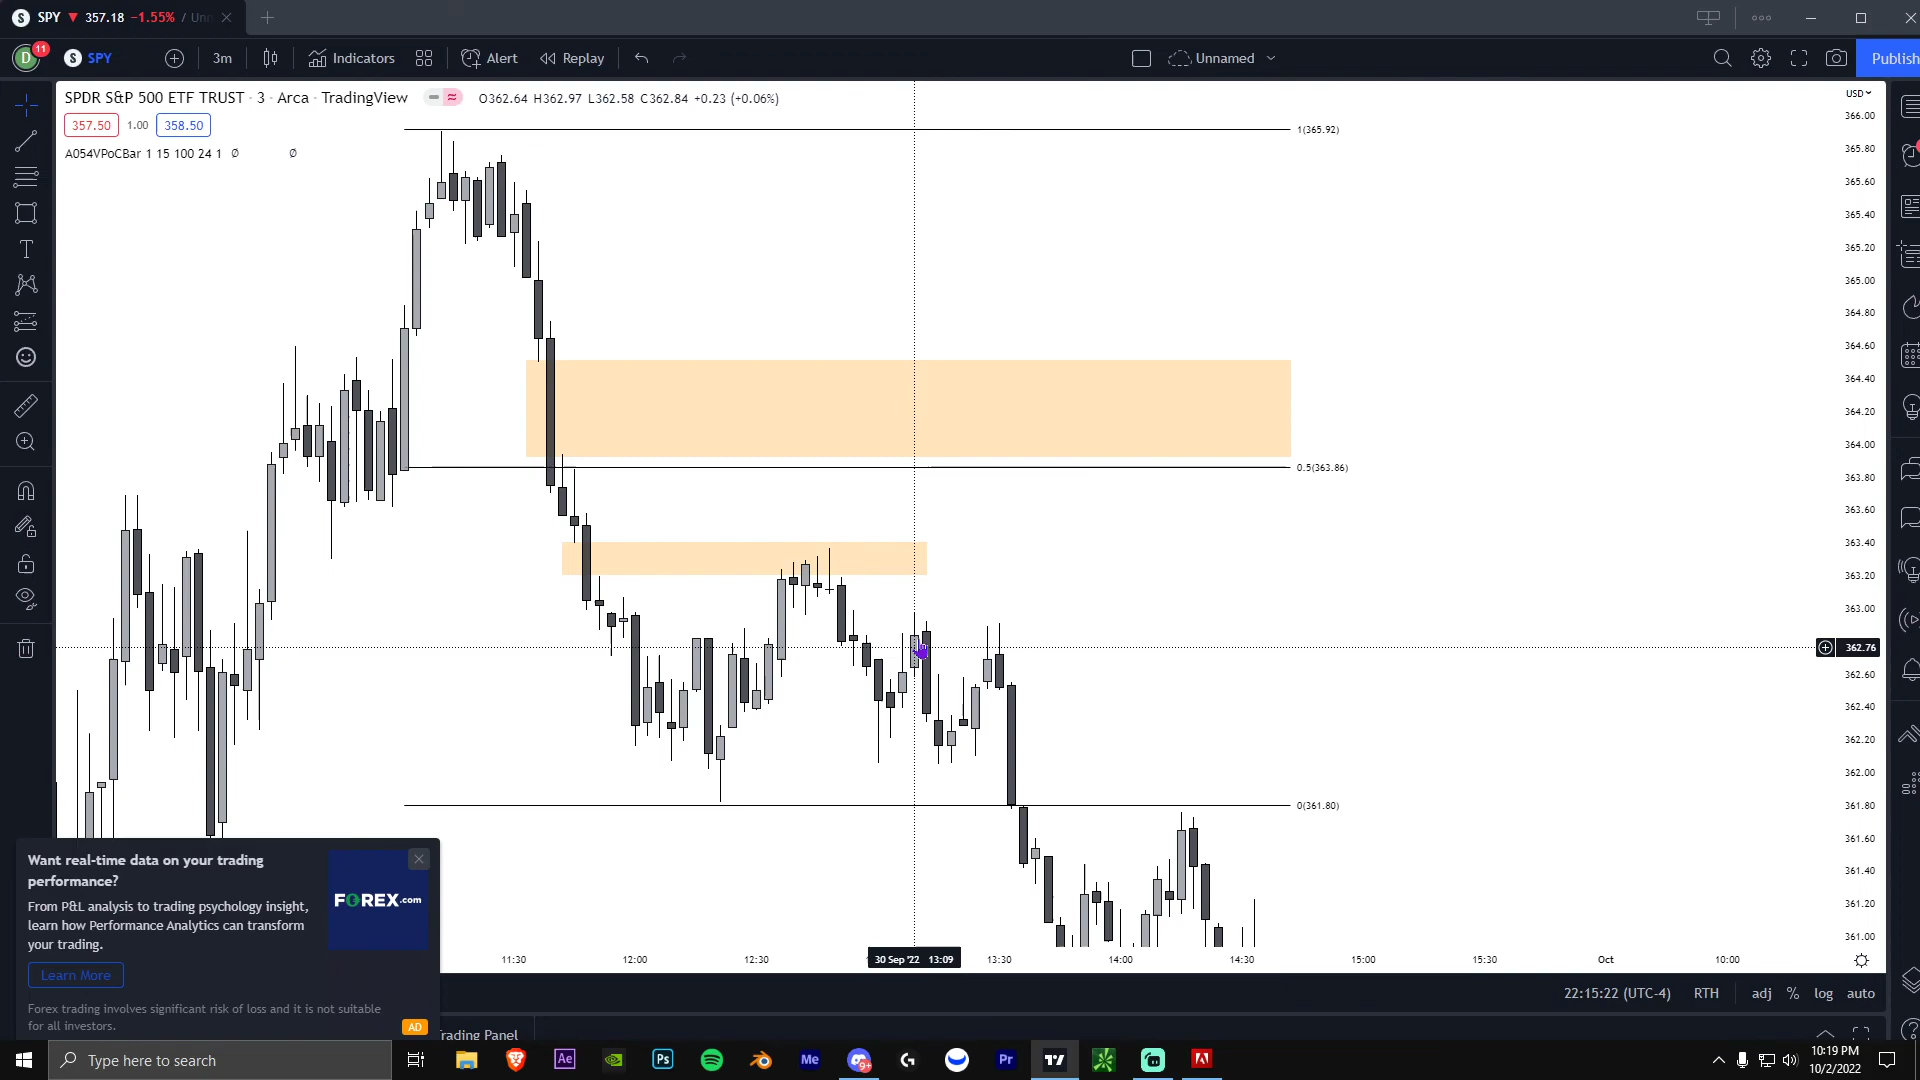 S SPY 357.18 −1.55% / Un
D 11 S SPY 3m Indicators Alert Replay Unnamed Publish
SPDR S&P 500 ETF TRUST · 3 · Arca · TradingView O362.64 H362.97 L362.58 C362.84 +0.23 (+0.06%)
USD
357.50 1.00 358.50
A054VPoCBar 1 15 100 24 1 ∅ ∅
1(365.92)
0.5(363.86)
0(361.80)
366.00
365.80
365.60
365.40
365.20
365.00
364.80
364.60
364.40
364.20
364.00
363.80
363.60
363.40
363.20
363.00
362.76
362.60
362.40
362.20
362.00
361.80
361.60
361.40
361.20
361.00
Want real-time data on your trading
performance?
From P&L analysis to trading psychology insight,
learn how Performance Analytics can transform
your trading.
FOREX.com
Learn More
Forex trading involves significant risk of loss and it is not suitable
for all investors.
AD
11:30 12:00 12:30 30 Sep '22 13:09 13:30 14:00 14:30 15:00 15:30 Oct 10:00
22:15:22 (UTC-4) RTH adj % log auto
Trading Panel
Type here to search
Ae Ps Me 9+ Pr
10:19 PM
10/2/2022